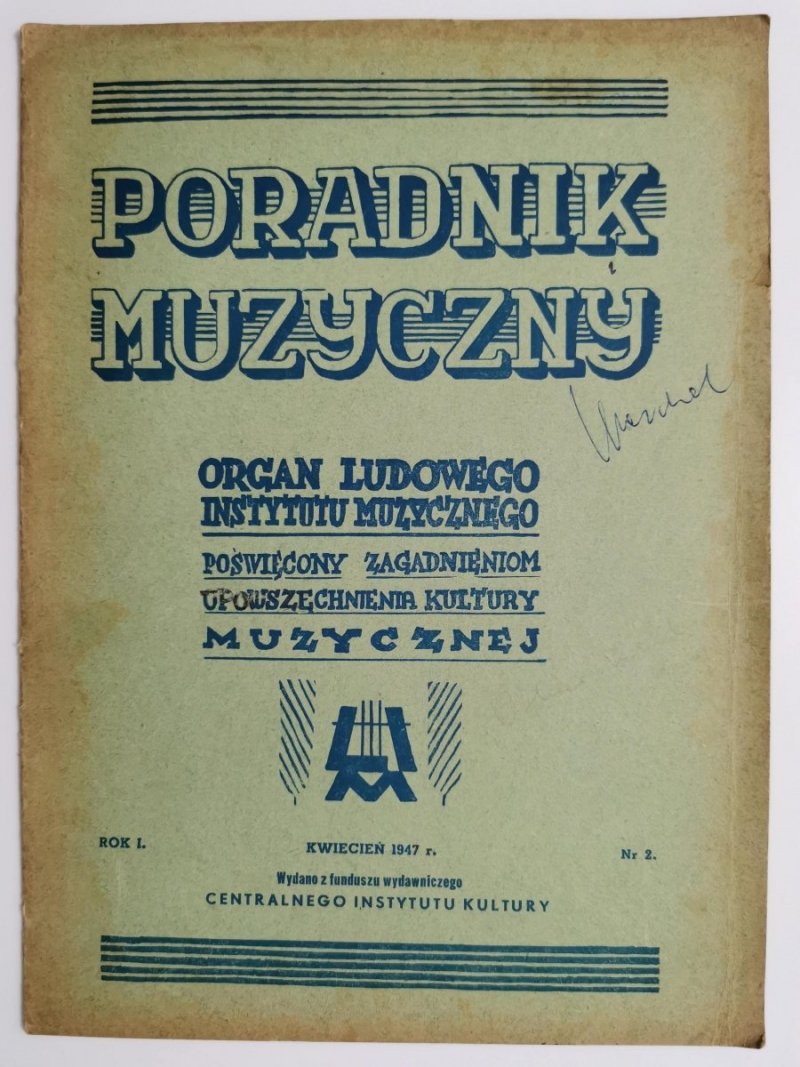 PORADNIK
MUZYCZNY
ORGAN LUDOWEGO
INSTYTUTU MUZYCZNEGO
POŚWIĘCONY ZAGADNIENIOM
UPOWSZECHNIENIA KULTURY
MUZYCZNEJ
ROK I. KWIECIEŃ 1947 r. Nr 2.
Wydano z funduszu wydawniczego
CENTRALNEGO INSTYTUTU KULTURY